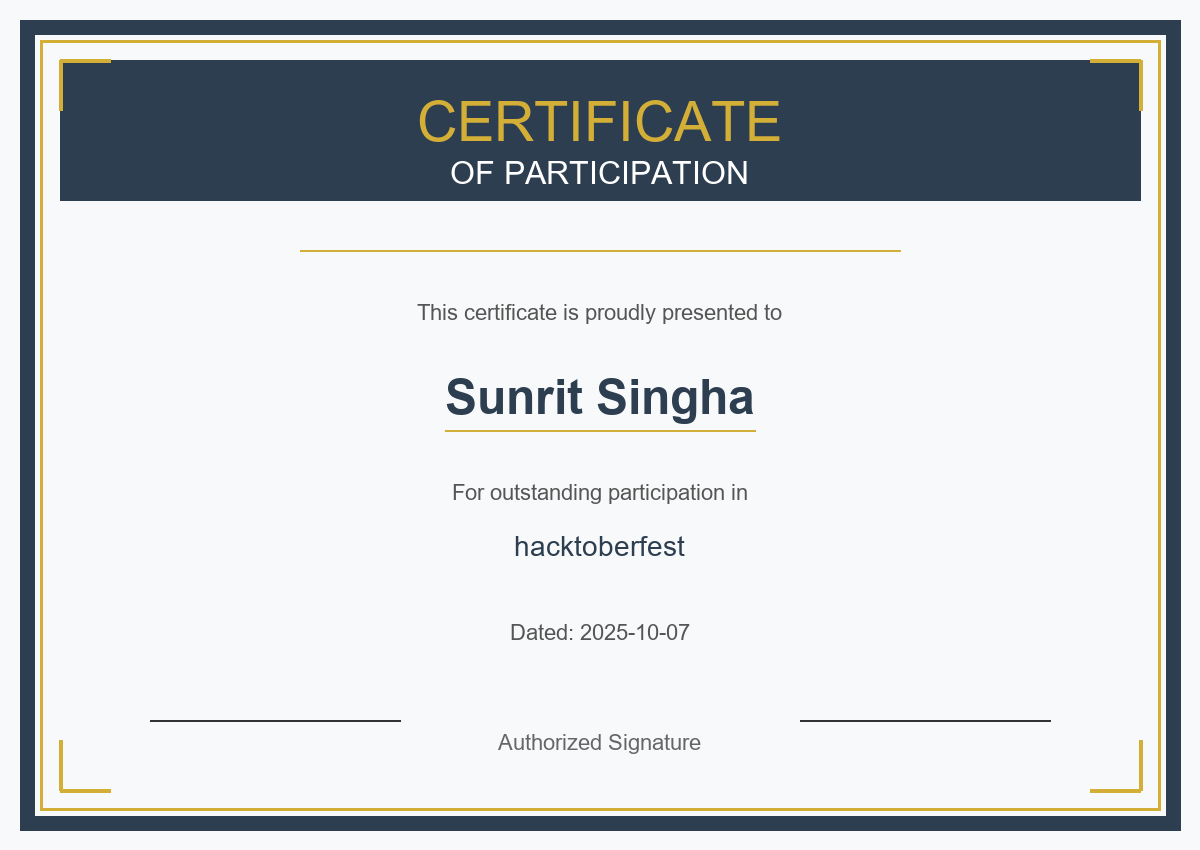 CERTIFICATE
OF PARTICIPATION
This certificate is proudly presented to
Sunrit Singha
For outstanding participation in
hacktoberfest
Dated: 2025-10-07
Authorized Signature